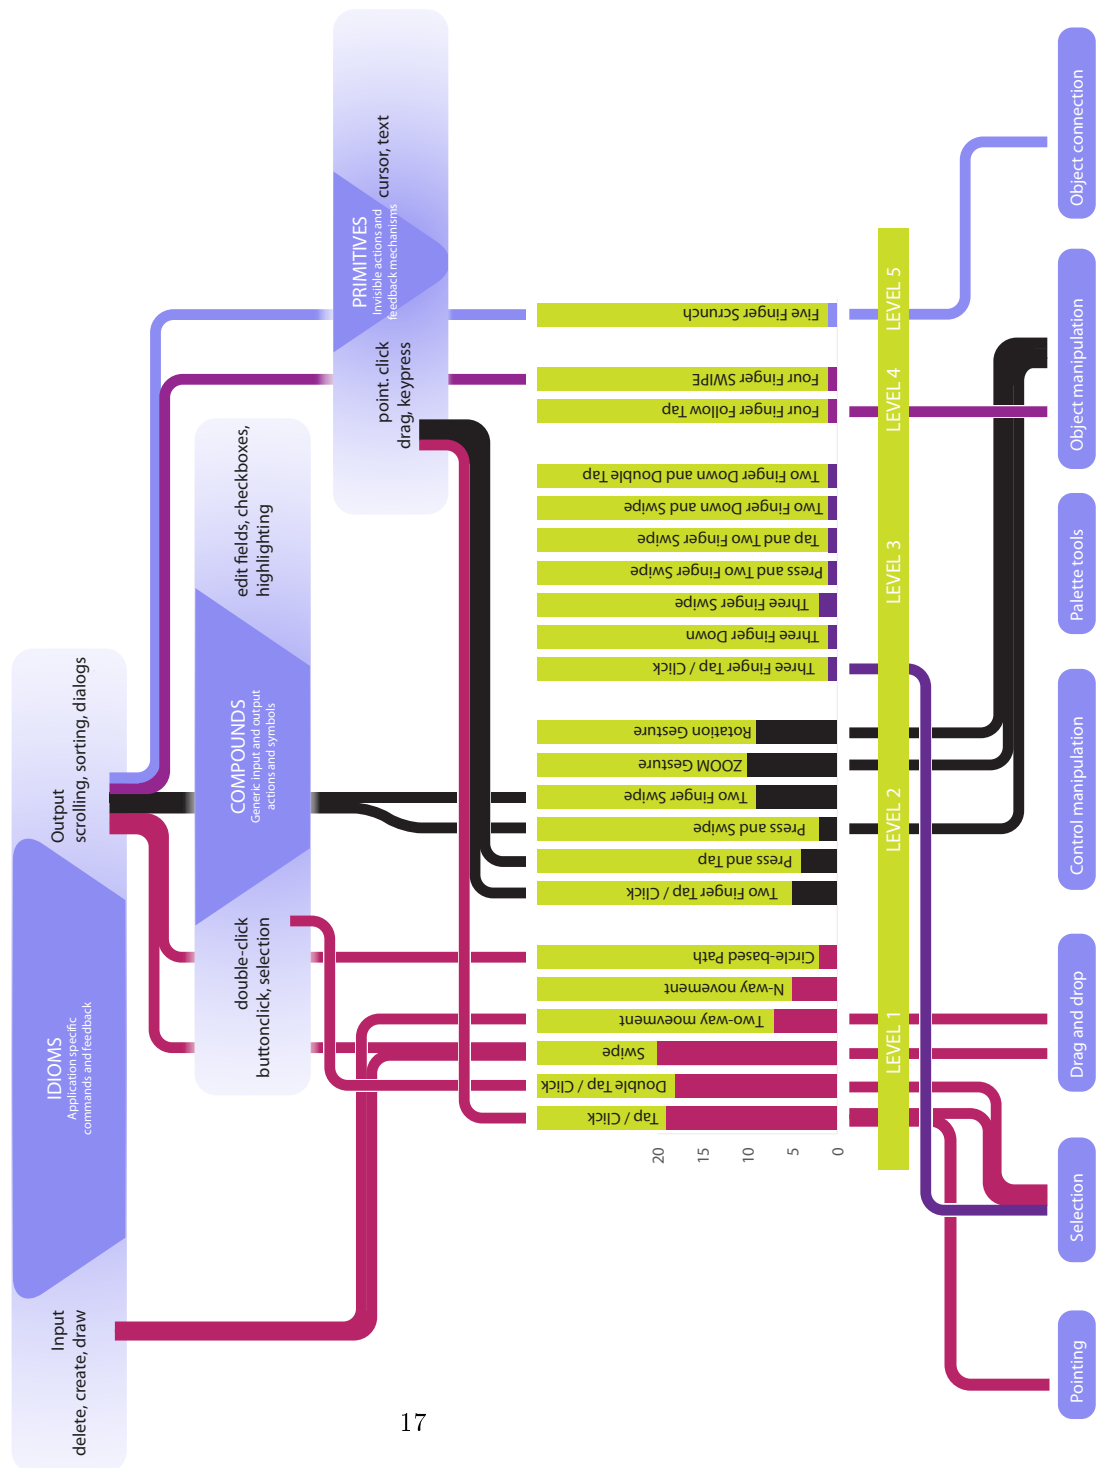 IDIOMS
Application specific
commands and feedback
Input
delete, create, draw
Output
scrolling, sorting, dialogs
COMPOUNDS
Generic input and output
actions and symbols
double-click
buttonclick, selection
edit fields, checkboxes,
highlighting
PRIMITIVES
Invisible actions and
feedback mechanisms
point. click
drag, keypress
cursor, text
20
15
10
5
0
Tap / Click
Double Tap / Click
Swipe
Two-way moevment
N-way movement
Circle-based Path
Two Finger Tap / Click
Press and Tap
Press and Swipe
Two Finger Swipe
ZOOM Gesture
Rotation Gesture
Three Finger Tap / Click
Three Finger Down
Three Finger Swipe
Press and Two Finger Swipe
Tap and Two Finger Swipe
Two Finger Down and Swipe
Two Finger Down and Double Tap
Four Finger Follow Tap
Four Finger SWIPE
Five Finger Scrunch
LEVEL 1
LEVEL 2
LEVEL 3
LEVEL 4
LEVEL 5
Pointing
Selection
Drag and drop
Control manipulation
Palette tools
Object manipulation
Object connection
17